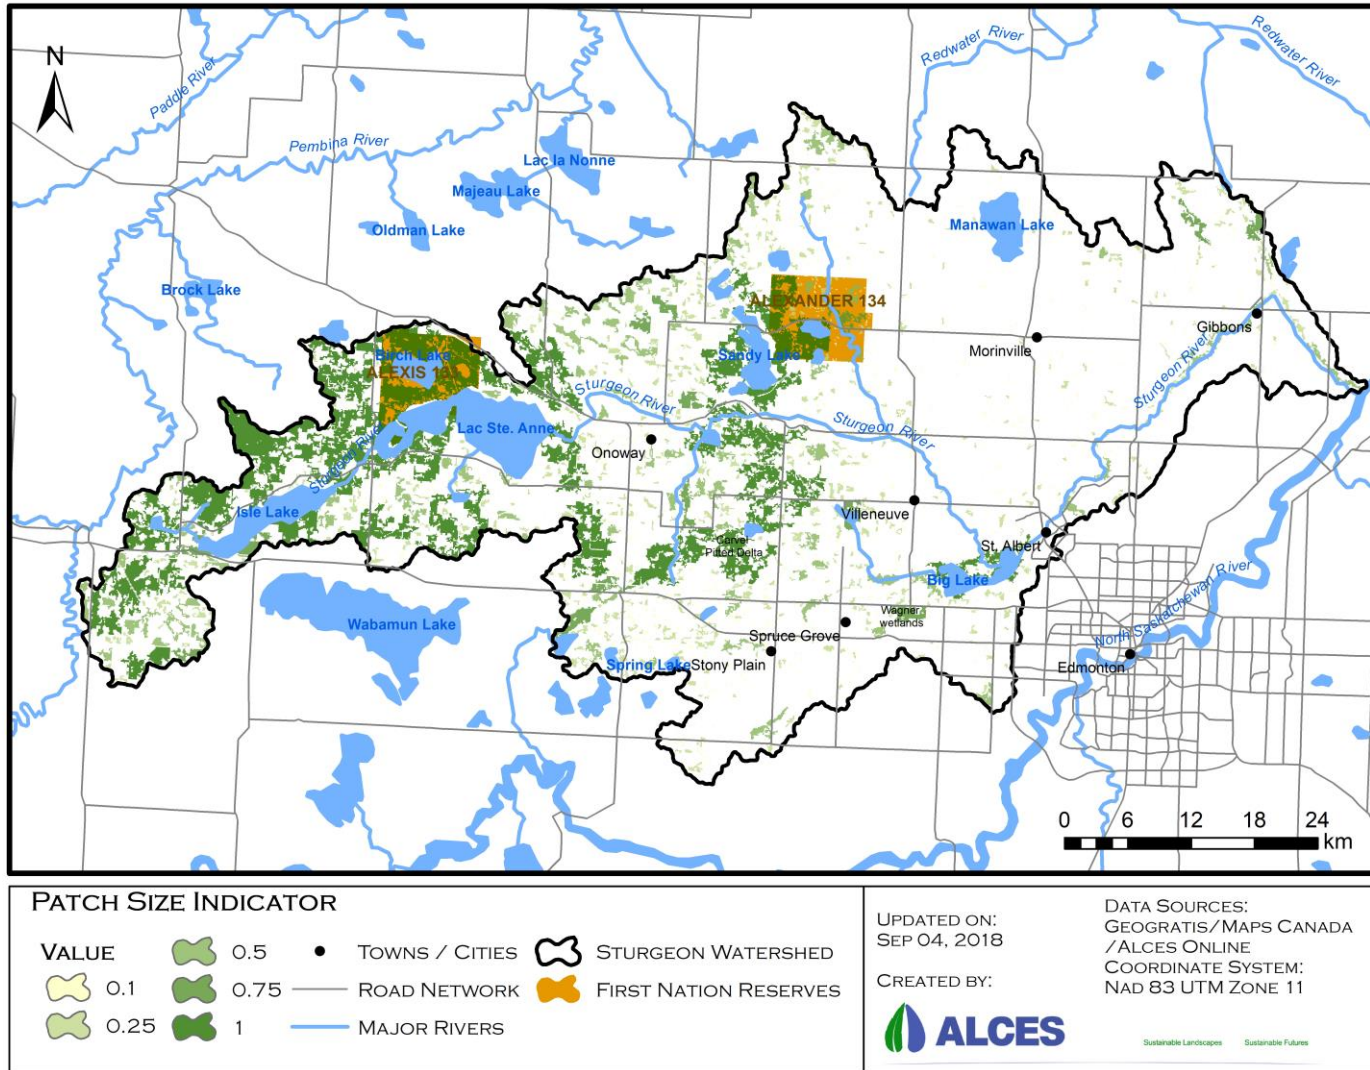 Redwater River
Redwater River
N
Paddle River
Pembina River
Lac la Nonne
Majeau Lake
Oldman Lake
Manawan Lake
Brock Lake
ALEXANDER 134
Gibbons
Morinville
Birch Lake
Sandy Lake
ALEXIS 13
Sturgeon River
Sturgeon River
Sturgeon River
Lac Ste. Anne
Onoway
Sturgeon River
Isle Lake
Villeneuve
Carvel
Pitted Delta
St. Albert
Big Lake
Wagner
wetlands
Wabamun Lake
Spruce Grove
North Saskatchewan River
Spring Lake
Stony Plain
Edmonton
0 6 12 18 24
km
PATCH SIZE INDICATOR
VALUE
0.1
0.25
0.5
0.75
1
TOWNS / CITIES
ROAD NETWORK
MAJOR RIVERS
STURGEON WATERSHED
FIRST NATION RESERVES
UPDATED ON:
SEP 04, 2018
CREATED BY:
ALCES
DATA SOURCES:
GEOGRATIS/MAPS CANADA
/ALCES ONLINE
COORDINATE SYSTEM:
NAD 83 UTM ZONE 11
Sustainable Landscapes Sustainable Futures